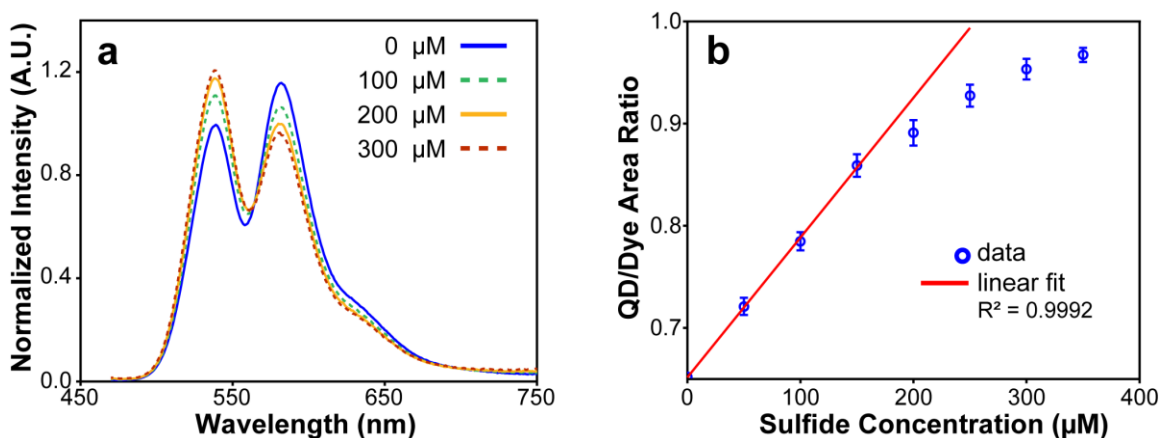 a
0 µM
100 µM
200 µM
300 µM
Normalized Intensity (A.U.)
1.2
0.8
0.4
0.0
450
550
650
750
Wavelength (nm)
b
QD/Dye Area Ratio
1.0
0.9
0.8
0.7
data
linear fit
R² = 0.9992
0
100
200
300
400
Sulfide Concentration (µM)